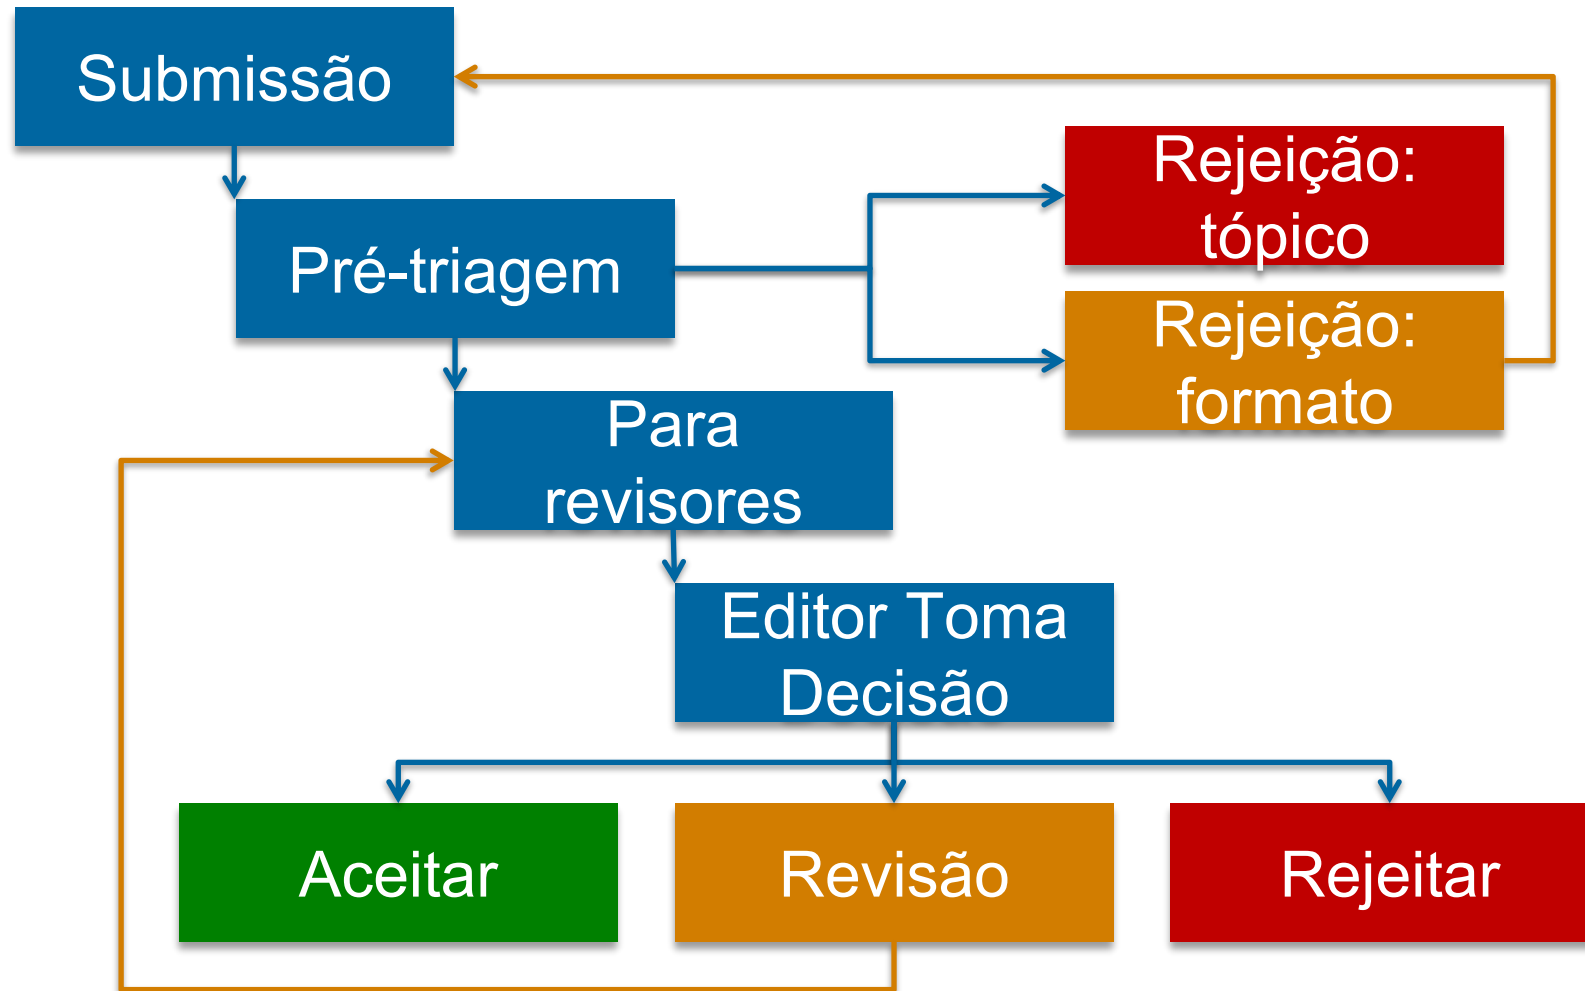 Submissão
Rejeição:
tópico
Pré-triagem
Rejeição:
formato
Para
revisores
Editor Toma
Decisão
Aceitar
Revisão
Rejeitar